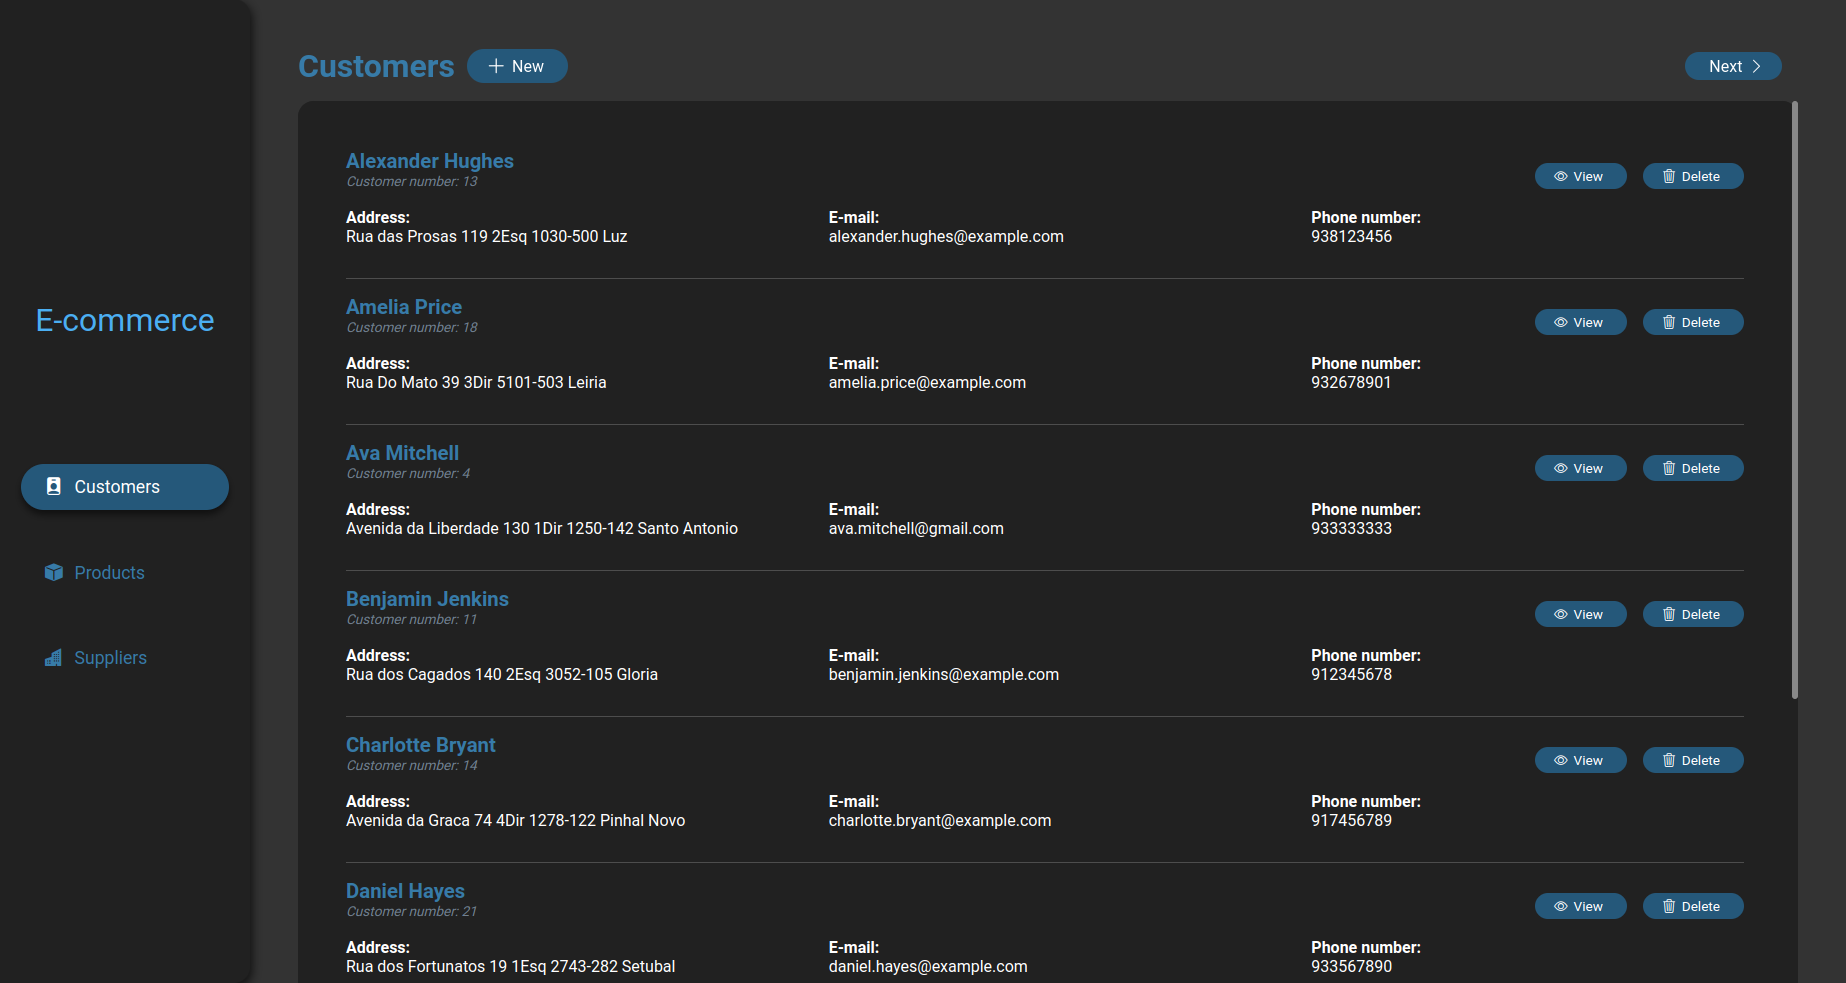 E-commerce
Customers
Products
Suppliers
Customers
New
Next
Alexander Hughes
Customer number: 13
View
Delete
Address:
Rua das Prosas 119 2Esq 1030-500 Luz
E-mail:
alexander.hughes@example.com
Phone number:
938123456
Amelia Price
Customer number: 18
View
Delete
Address:
Rua Do Mato 39 3Dir 5101-503 Leiria
E-mail:
amelia.price@example.com
Phone number:
932678901
Ava Mitchell
Customer number: 4
View
Delete
Address:
Avenida da Liberdade 130 1Dir 1250-142 Santo Antonio
E-mail:
ava.mitchell@gmail.com
Phone number:
933333333
Benjamin Jenkins
Customer number: 11
View
Delete
Address:
Rua dos Cagados 140 2Esq 3052-105 Gloria
E-mail:
benjamin.jenkins@example.com
Phone number:
912345678
Charlotte Bryant
Customer number: 14
View
Delete
Address:
Avenida da Graca 74 4Dir 1278-122 Pinhal Novo
E-mail:
charlotte.bryant@example.com
Phone number:
917456789
Daniel Hayes
Customer number: 21
View
Delete
Address:
Rua dos Fortunatos 19 1Esq 2743-282 Setubal
E-mail:
daniel.hayes@example.com
Phone number:
933567890